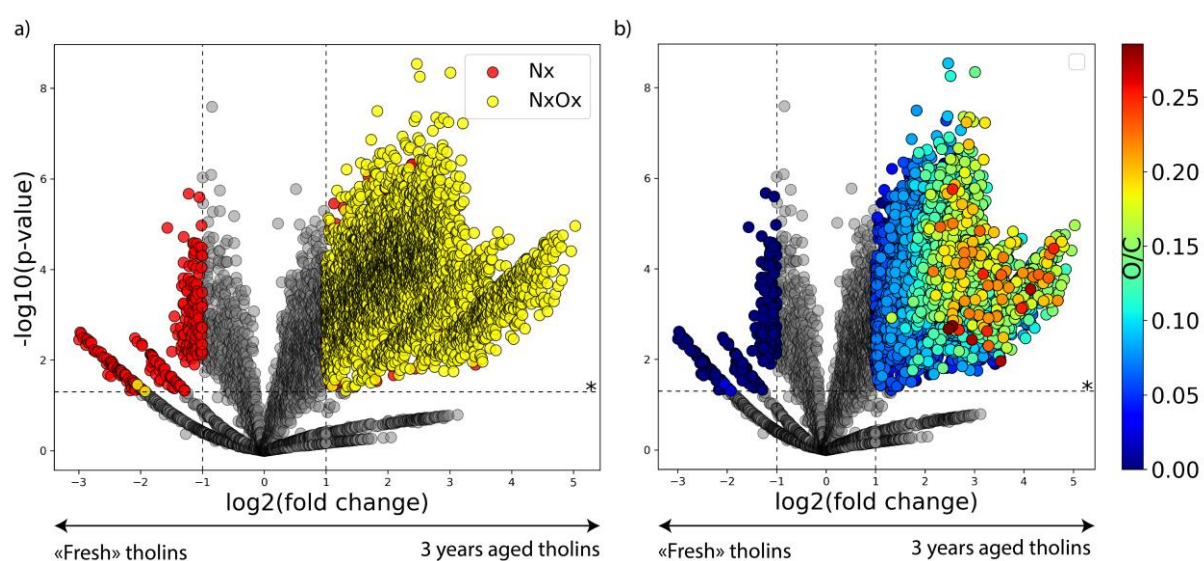 a)
Nx
NxOx
*
-log10(p-value)
8
6
4
2
0
−3 −2 −1 0 1 2 3 4 5
log2(fold change)
«Fresh» tholins
3 years aged tholins
b)
*
8
6
4
2
0
−3 −2 −1 0 1 2 3 4 5
log2(fold change)
«Fresh» tholins
3 years aged tholins
O/C
0.25
0.20
0.15
0.10
0.05
0.00